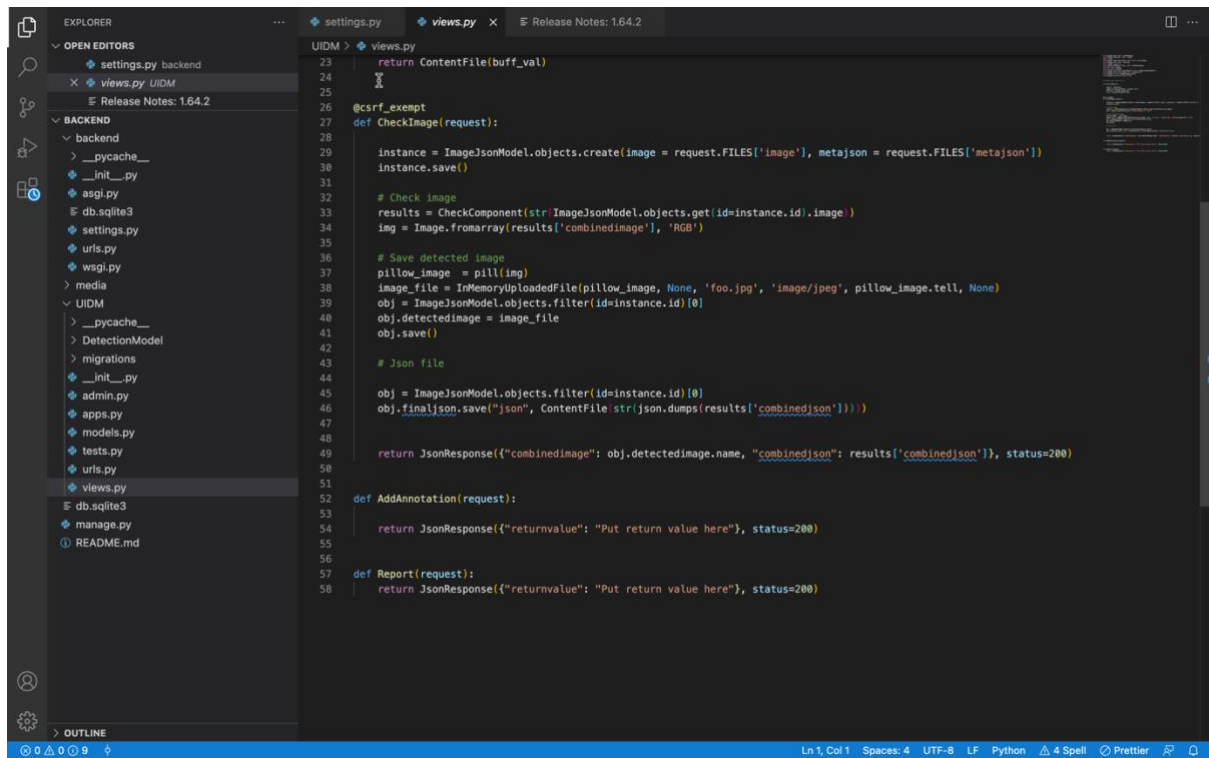 EXPLORER
OPEN EDITORS
settings.py backend
views.py UIDM
Release Notes: 1.64.2
BACKEND
backend
__pycache__
__init__.py
asgi.py
db.sqlite3
settings.py
urls.py
wsgi.py
media
UIDM
__pycache__
DetectionModel
migrations
__init__.py
admin.py
apps.py
models.py
tests.py
urls.py
views.py
db.sqlite3
manage.py
README.md
OUTLINE
settings.py views.py Release Notes: 1.64.2
UIDM > views.py
23 return ContentFile(buff_val)
24
25
26 @csrf_exempt
27 def CheckImage(request):
28
29 instance = ImageJsonModel.objects.create(image = request.FILES['image'], metajson = request.FILES['metajson'])
30 instance.save()
31
32 # Check image
33 results = CheckComponent(str(ImageJsonModel.objects.get(id=instance.id).image))
34 img = Image.fromarray(results['combinedimage'], 'RGB')
35
36 # Save detected image
37 pillow_image = pill(img)
38 image_file = InMemoryUploadedFile(pillow_image, None, 'foo.jpg', 'image/jpeg', pillow_image.tell, None)
39 obj = ImageJsonModel.objects.filter(id=instance.id)[0]
40 obj.detectedimage = image_file
41 obj.save()
42
43 # Json file
44
45 obj = ImageJsonModel.objects.filter(id=instance.id)[0]
46 obj.finaljson.save("json", ContentFile(str(json.dumps(results['combinedjson']))))
47
48
49 return JsonResponse({"combinedimage": obj.detectedimage.name, "combinedjson": results['combinedjson']}, status=200)
50
51
52 def AddAnnotation(request):
53
54 return JsonResponse({"returnvalue": "Put return value here"}, status=200)
55
56
57 def Report(request):
58 return JsonResponse({"returnvalue": "Put return value here"}, status=200)
0 0 9 Ln 1, Col 1 Spaces: 4 UTF-8 LF Python 4 Spell Prettier